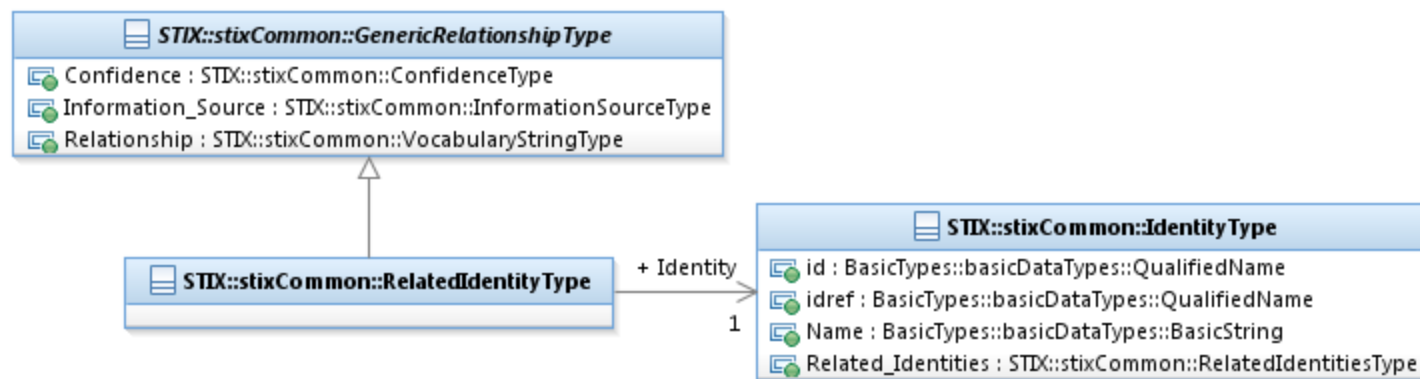 STIX::stixCommon::GenericRelationshipType
Confidence : STIX::stixCommon::ConfidenceType
Information_Source : STIX::stixCommon::InformationSourceType
Relationship : STIX::stixCommon::VocabularyStringType
STIX::stixCommon::RelatedIdentityType
+ Identity
1
STIX::stixCommon::IdentityType
id : BasicTypes::basicDataTypes::QualifiedName
idref : BasicTypes::basicDataTypes::QualifiedName
Name : BasicTypes::basicDataTypes::BasicString
Related_Identities : STIX::stixCommon::RelatedIdentitiesType